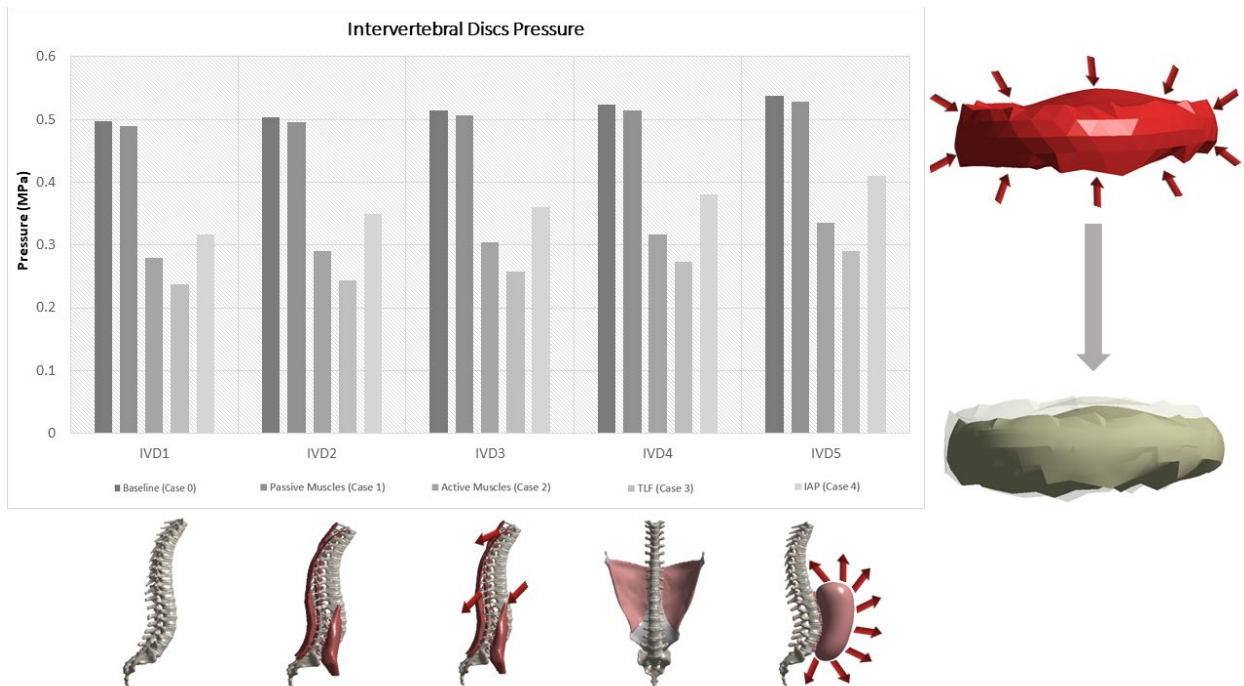 Intervertebral Discs Pressure
Pressure (MPa)
0.6
0.5
0.4
0.3
0.2
0.1
0
IVD1 IVD2 IVD3 IVD4 IVD5
Baseline (Case 0) Passive Muscles (Case 1) Active Muscles (Case 2) TLF (Case 3) IAP (Case 4)